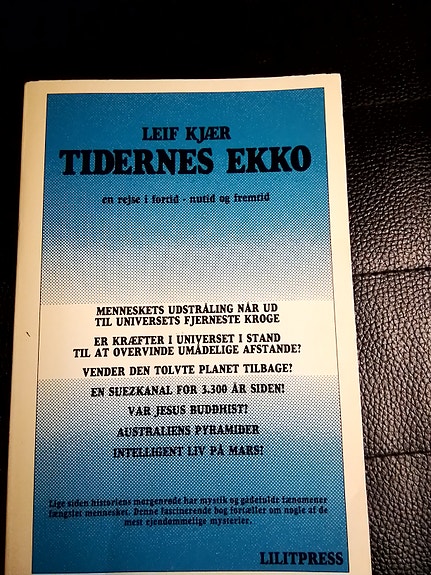 LEIF KJÆR
TIDERNES EKKO
en rejse i fortid - nutid og fremtid
MENNESKETS UDSTRÅLING NÅR UD
TIL UNIVERSETS FJERNESTE KROGE
ER KRÆFTER I UNIVERSET I STAND
TIL AT OVERVINDE UMÅDELIGE AFSTANDE?
VENDER DEN TOLVTE PLANET TILBAGE?
EN SUEZKANAL FOR 3.300 ÅR SIDEN!
VAR JESUS BUDDHIST?
AUSTRALIENS PYRAMIDER
INTELLIGENT LIV PÅ MARS!
Lige siden historiens morgenrøde har mystik og gådefulde fænomener
fængslet mennesket. Denne fascinerende bog fortæller om nogle af de
mest ejendommelige mysterier.
LILITPRESS